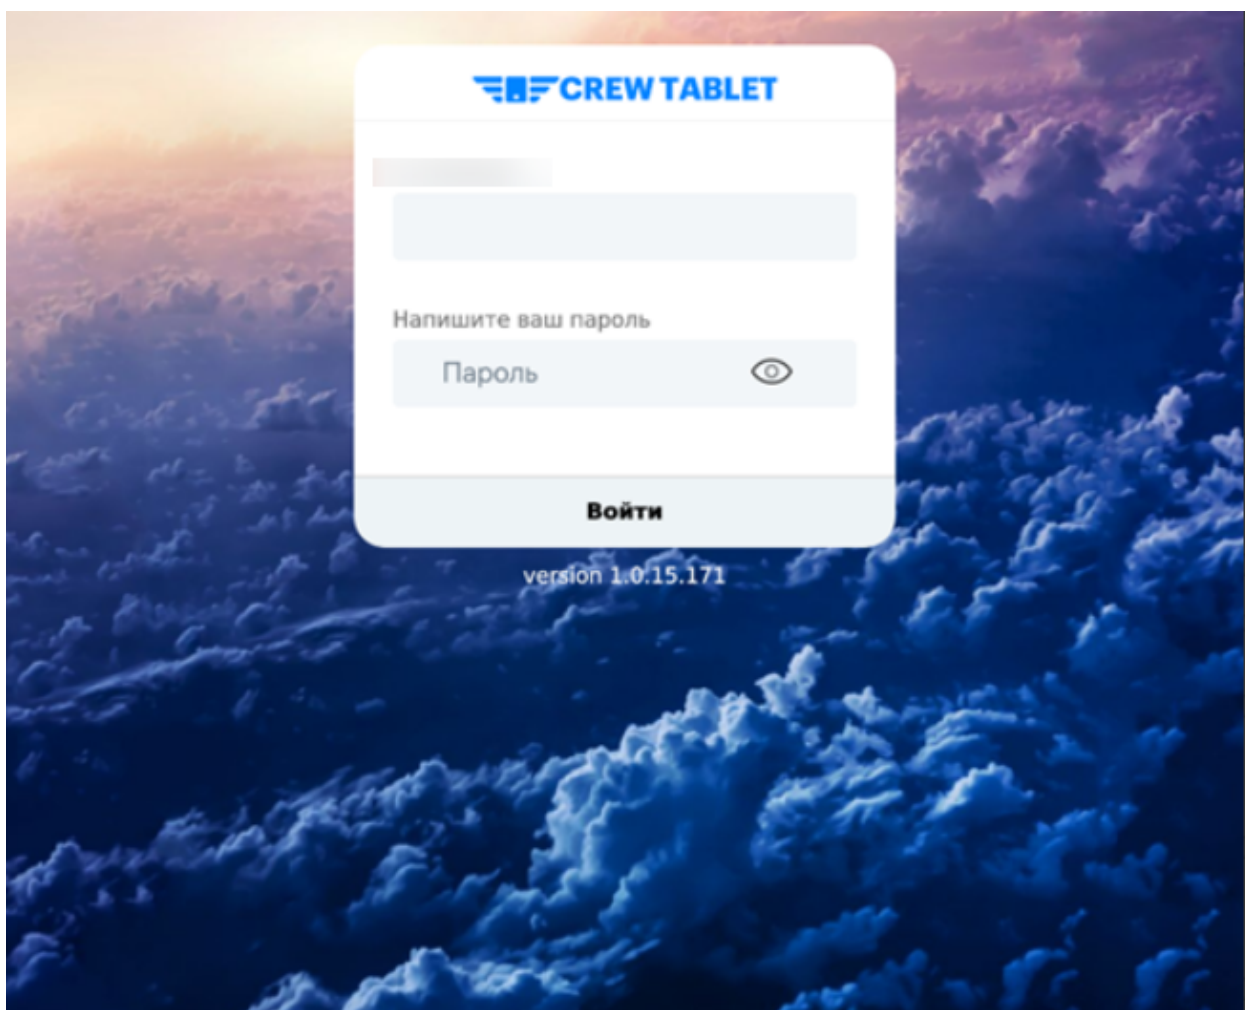 CREW TABLET
Напишите ваш пароль
Пароль
Войти
version 1.0.15.171